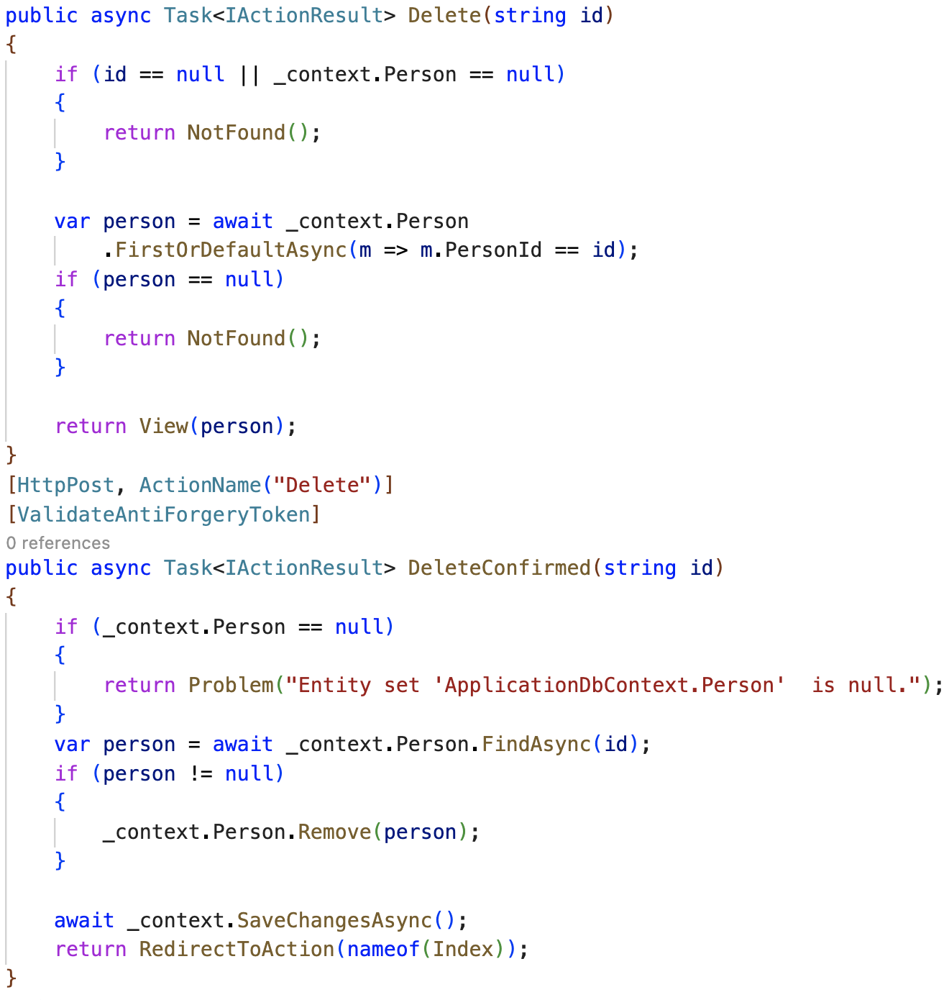 public async Task<IActionResult> Delete(string id)
{
    if (id == null || _context.Person == null)
    {
        return NotFound();
    }

    var person = await _context.Person
        .FirstOrDefaultAsync(m => m.PersonId == id);
    if (person == null)
    {
        return NotFound();
    }

    return View(person);
}
[HttpPost, ActionName("Delete")]
[ValidateAntiForgeryToken]
0 references
public async Task<IActionResult> DeleteConfirmed(string id)
{
    if (_context.Person == null)
    {
        return Problem("Entity set 'ApplicationDbContext.Person'  is null.");
    }
    var person = await _context.Person.FindAsync(id);
    if (person != null)
    {
        _context.Person.Remove(person);
    }

    await _context.SaveChangesAsync();
    return RedirectToAction(nameof(Index));
}